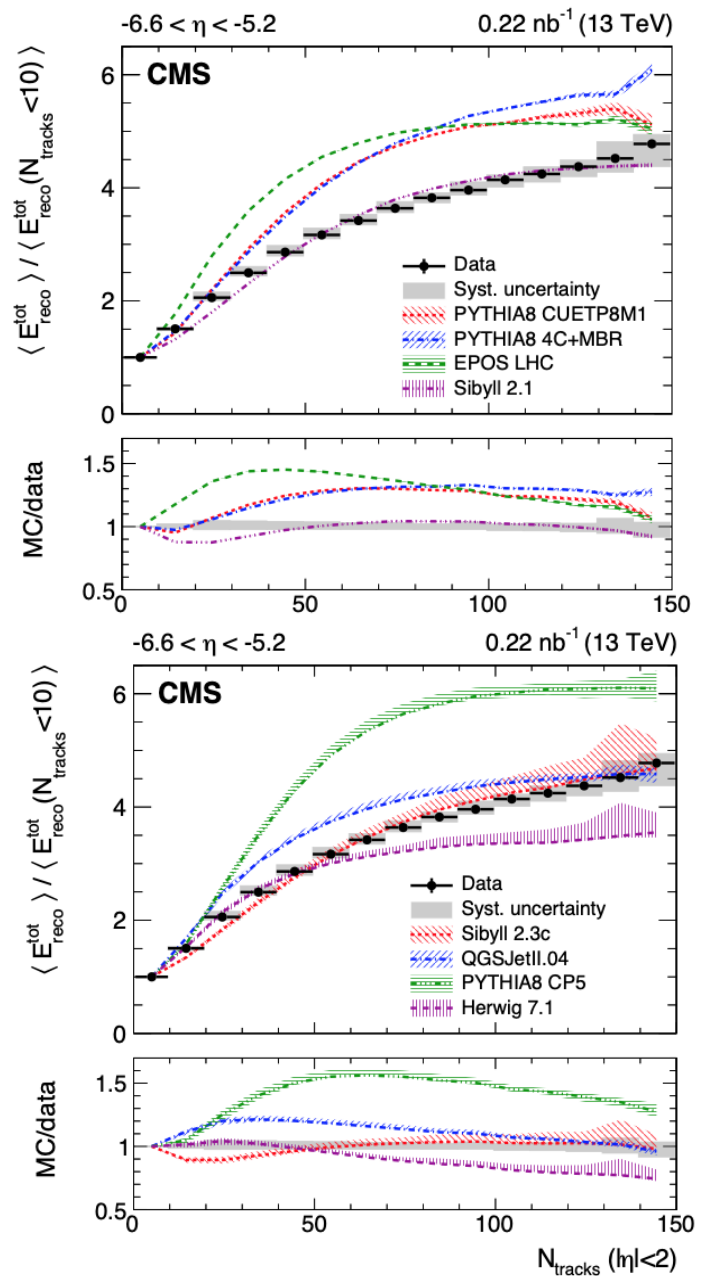 -6.6 < η < -5.2 0.22 nb⁻¹ (13 TeV)
CMS
⟨ E^tot_reco ⟩ / ⟨ E^tot_reco (N_tracks <10) ⟩
6
4
2
0
Data
Syst. uncertainty
PYTHIA8 CUETP8M1
PYTHIA8 4C+MBR
EPOS LHC
Sibyll 2.1
MC/data
1.5
1
0.5
0 50 100 150
-6.6 < η < -5.2 0.22 nb⁻¹ (13 TeV)
CMS
⟨ E^tot_reco ⟩ / ⟨ E^tot_reco (N_tracks <10) ⟩
6
4
2
0
Data
Syst. uncertainty
Sibyll 2.3c
QGSJetII.04
PYTHIA8 CP5
Herwig 7.1
MC/data
1.5
1
0.5
50 100 150
N_tracks (|η|<2)